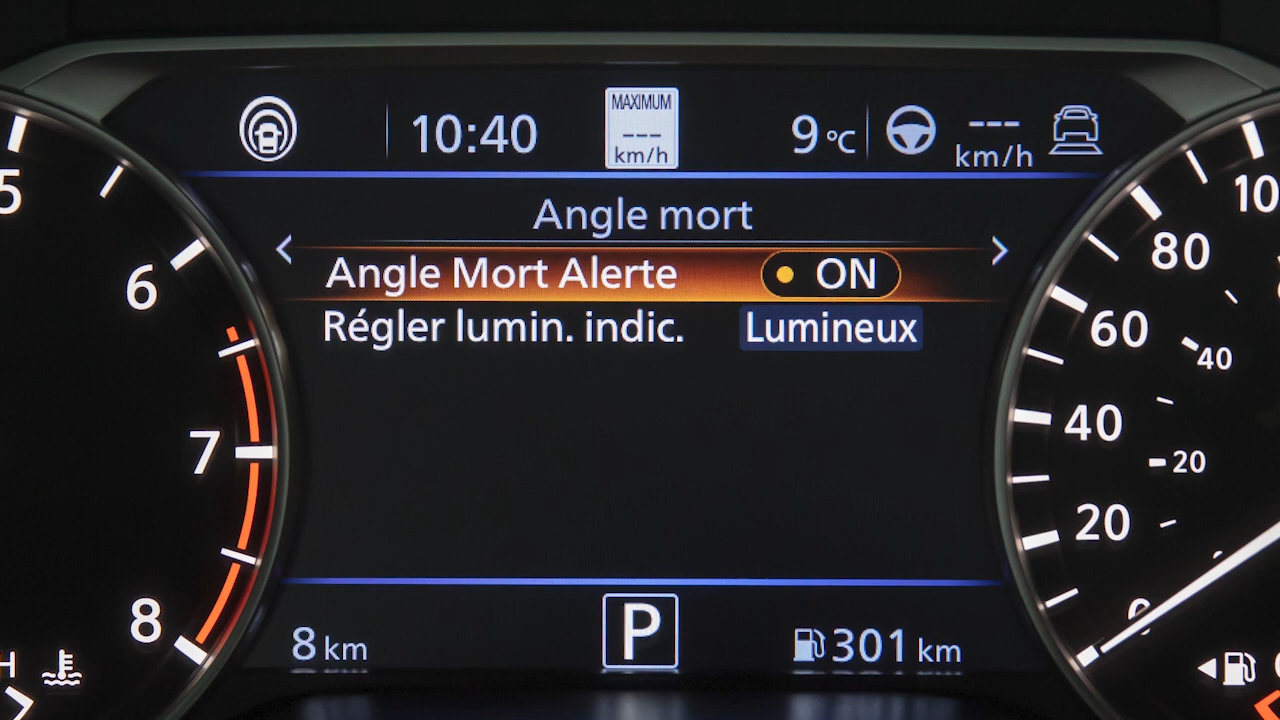 10:40
MAXIMUM
---
km/h
9 °C
---
km/h
Angle mort
Angle Mort Alerte ON
Régler lumin. indic. Lumineux
8 km
P
301 km
5
6
7
8
H
80
60
40
20
0
40
20